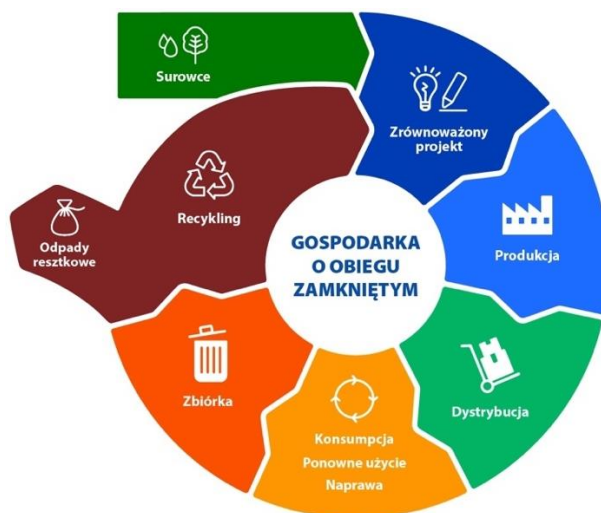 Surowce
Zrównoważony
projekt
Produkcja
Dystrybucja
Konsumpcja
Ponowne użycie
Naprawa
Zbiórka
Recykling
Odpady
resztkowe
GOSPODARKA
O OBIEGU
ZAMKNIĘTYM